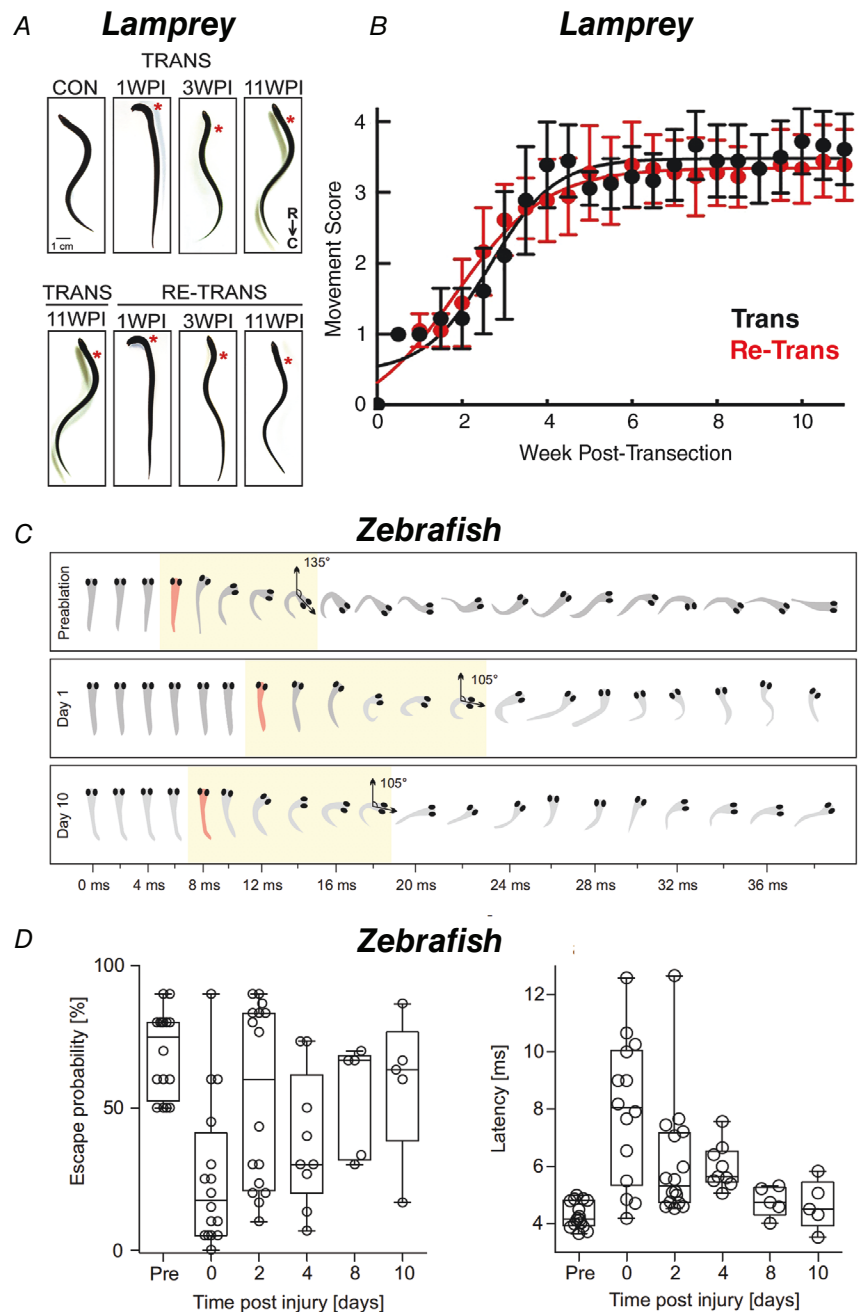 A Lamprey
TRANS
CON 1WPI 3WPI 11WPI
*
*
*
1 cm
R
C
TRANS RE-TRANS
11WPI 1WPI 3WPI 11WPI
*
*
*
*
B Lamprey
4
3
2
1
0
Movement Score
0 2 4 6 8 10
Week Post-Transection
Trans
Re-Trans
C Zebrafish
Preablation
135°
Day 1
105°
Day 10
105°
0 ms 4 ms 8 ms 12 ms 16 ms 20 ms 24 ms 28 ms 32 ms 36 ms
D Zebrafish
Escape probability [%]
100
50
0
Pre 0 2 4 8 10
Time post injury [days]
Latency [ms]
12
10
8
6
4
Pre 0 2 4 8 10
Time post injury [days]